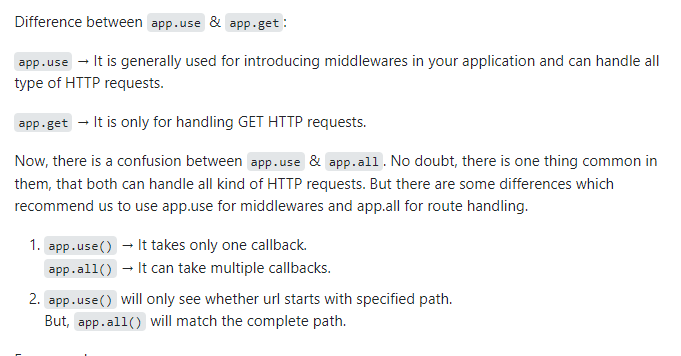 Difference between app.use & app.get:
app.use → It is generally used for introducing middlewares in your application and can handle all
type of HTTP requests.
app.get → It is only for handling GET HTTP requests.
Now, there is a confusion between app.use & app.all. No doubt, there is one thing common in
them, that both can handle all kind of HTTP requests. But there are some differences which
recommend us to use app.use for middlewares and app.all for route handling.
1. app.use() → It takes only one callback.
app.all() → It can take multiple callbacks.
2. app.use() will only see whether url starts with specified path.
But, app.all() will match the complete path.